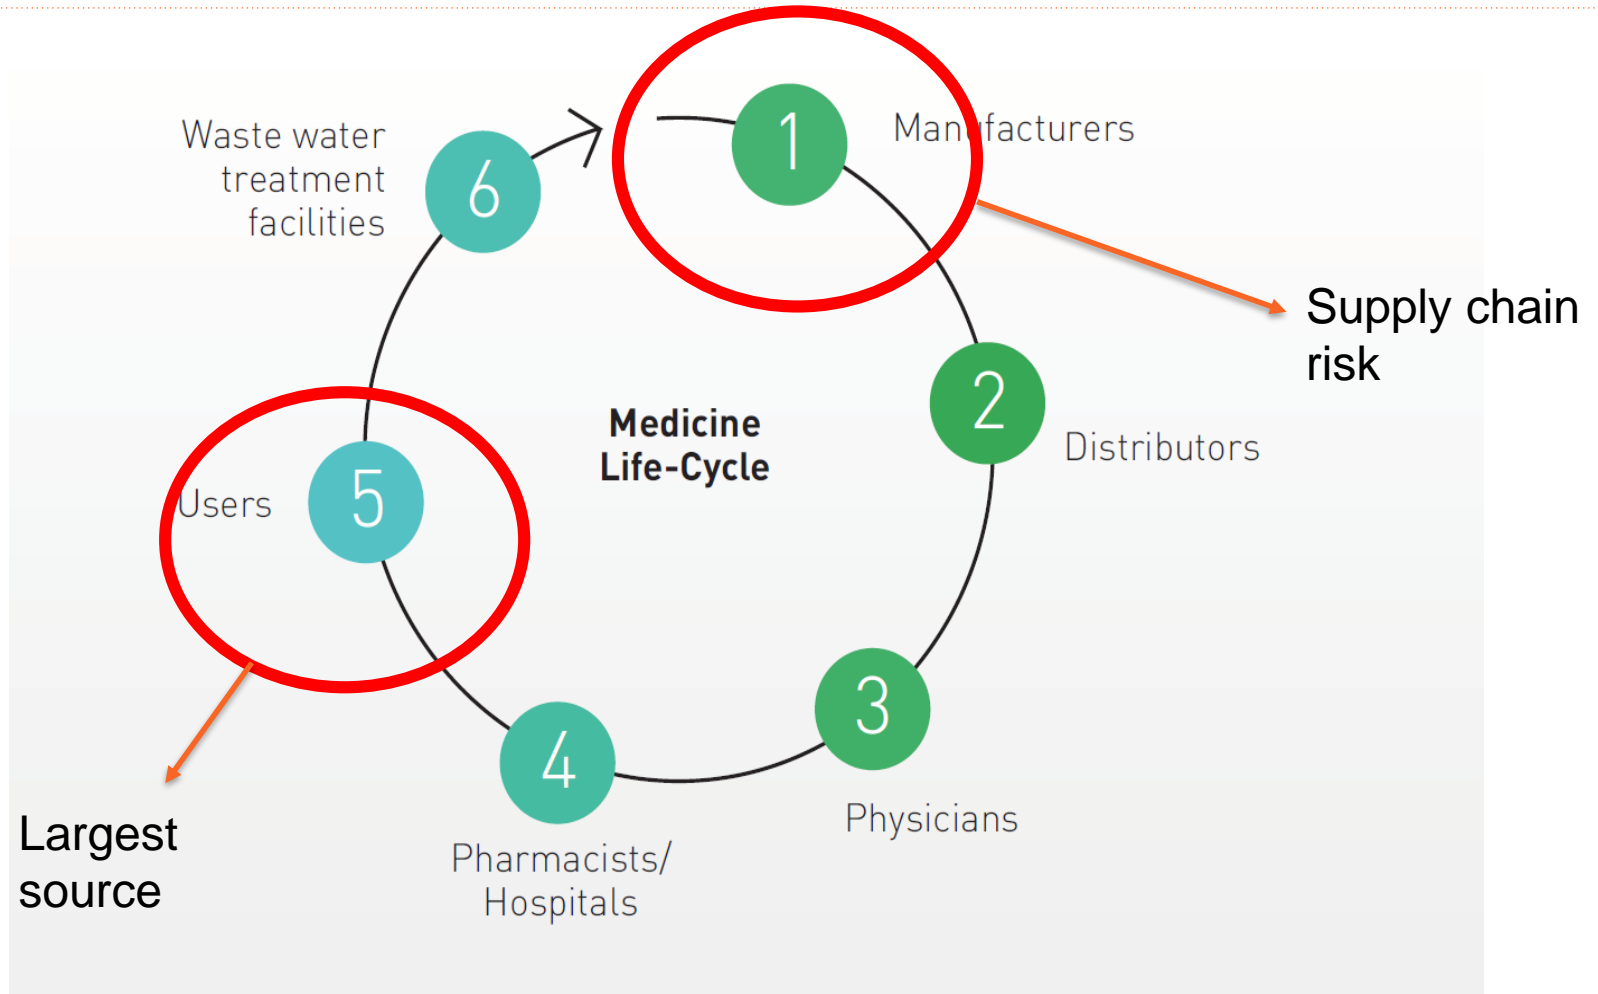 1
Manufacturers
Waste water
treatment
facilities
6
Supply chain
risk
2
Distributors
Medicine
Life-Cycle
Users
5
3
Physicians
4
Pharmacists/
Hospitals
Largest
source